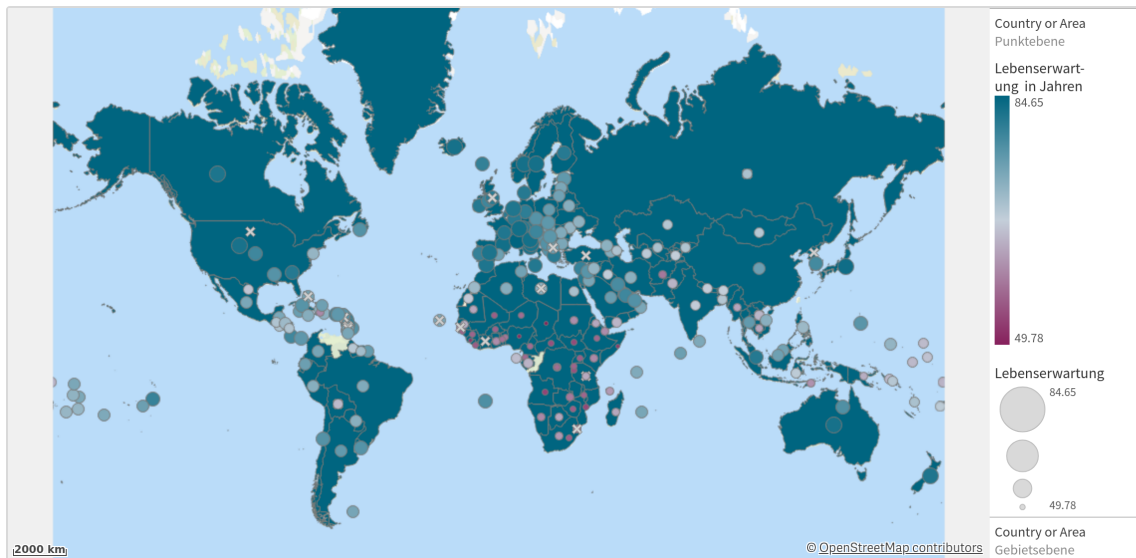 Country or Area
Punktebene
Lebenserwart-
ung in Jahren
84.65
49.78
Lebenserwartung
84.65
49.78
Country or Area
Gebietsebene
2000 km
© OpenStreetMap contributors